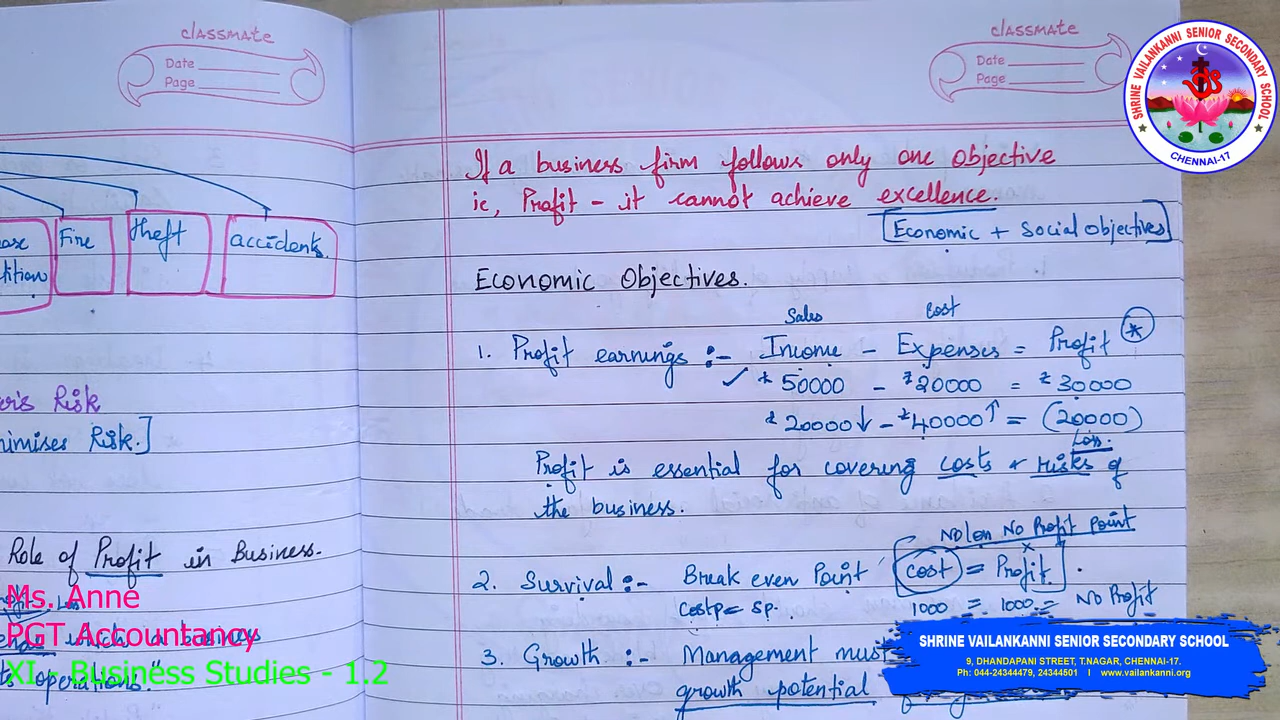 classmate
Date
Page
classmate
Date
Page
SHRINE VAILANKANNI SENIOR SECONDARY SCHOOL
CHENNAI-17
Fire
theft
accidents.
Risk
Risk.]
Role of Profit in Business.
which a business
operations."
If a business firm follows only one objective
ie, Profit - it cannot achieve excellence.
[Economic + Social Objectives]
Economic Objectives.
Sales Cost
1. Profit earnings :- Income - Expenses = Profit *
✓ ₹ 50000 - ₹ 20000 = ₹ 30000
₹ 20000↓ - ₹ 40000↑ = (20000)
Loss.
Profit is essential for covering costs & risks of
the business.
No Profit Point
2. Survival :- Break even Point cost = Profit.
Costp = SP. 1000 = 1000 = No Profit
3. Growth :- Management must
growth potential
Ms. Anne
PGT Accountancy
XI - Business Studies - 1.2
SHRINE VAILANKANNI SENIOR SECONDARY SCHOOL
9, DHANDAPANI STREET, T.NAGAR, CHENNAI-17.
Ph: 044-24344479, 24344501 I www.vailankanni.org